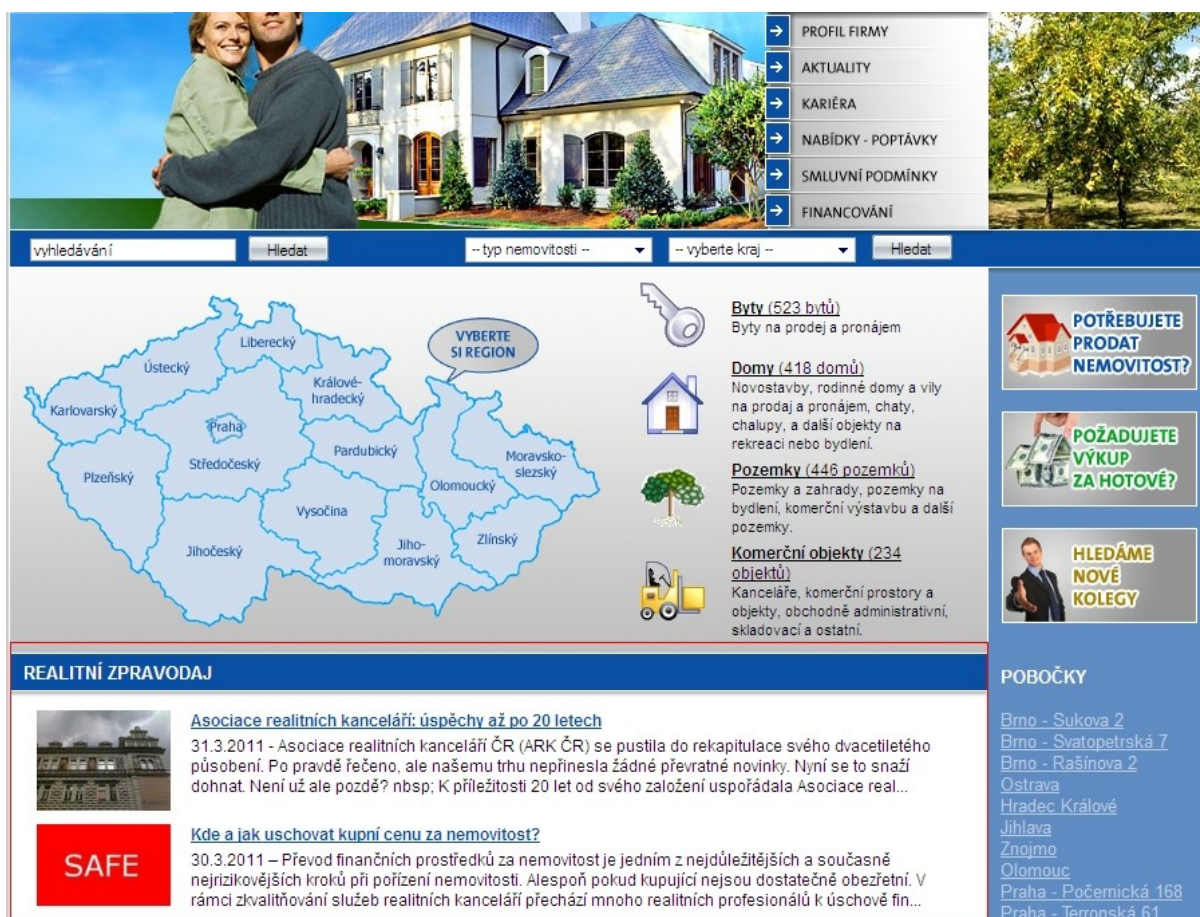 PROFIL FIRMY
AKTUALITY
KARIÉRA
NABÍDKY - POPTÁVKY
SMLUVNÍ PODMÍNKY
FINANCOVÁNÍ
vyhledávání
Hledat
-- typ nemovitosti --
-- vyberte kraj --
Hledat
VYBERTE
SI REGION
Liberecký
Ústecký
Králové-
hradecký
Karlovarský
Praha
Pardubický
Středočeský
Moravsko-
slezský
Plzeňský
Olomoucký
Vysočina
Zlínský
Jiho-
moravský
Jihočeský
Byty (523 bytů)
Byty na prodej a pronájem
Domy (418 domů)
Novostavby, rodinné domy a vily
na prodaj a pronájem, chaty,
chalupy, a další objekty na
rekreaci nebo bydlení.
Pozemky (446 pozemků)
Pozemky a zahrady, pozemky na
bydlení, komerční výstavbu a další
pozemky.
Komerční objekty (234
objektů)
Kanceláře, komerční prostory a
objekty, obchodně administrativní,
skladovací a ostatní.
POTŘEBUJETE
PRODAT
NEMOVITOST?
POŽADUJETE
VÝKUP
ZA HOTOVÉ?
HLEDÁME
NOVÉ
KOLEGY
REALITNÍ ZPRAVODAJ
Asociace realitních kanceláří: úspěchy až po 20 letech
31.3.2011 - Asociace realitních kanceláří ČR (ARK ČR) se pustila do rekapitulace svého dvacetiletého
působení. Po pravdě řečeno, ale našemu trhu nepřinesla žádné převratné novinky. Nyní se to snaží
dohnat. Není už ale pozdě? nbsp; K příležitosti 20 let od svého založení uspořádala Asociace real...
SAFE
Kde a jak uschovat kupní cenu za nemovitost?
30.3.2011 – Převod finančních prostředků za nemovitost je jedním z nejdůležitějších a současně
nejrizikovějších kroků při pořízení nemovitosti. Alespoň pokud kupující nejsou dostatečně obezřetní. V
rámci zkvalitňování služeb realitních kanceláří přechází mnoho realitních profesionálů k úschově fin...
POBOČKY
Brno - Sukova 2
Brno - Svatopetrská 7
Brno - Rašínova 2
Ostrava
Hradec Králové
Jihlava
Znojmo
Olomouc
Praha - Počernická 168
Praha - Terronská 61